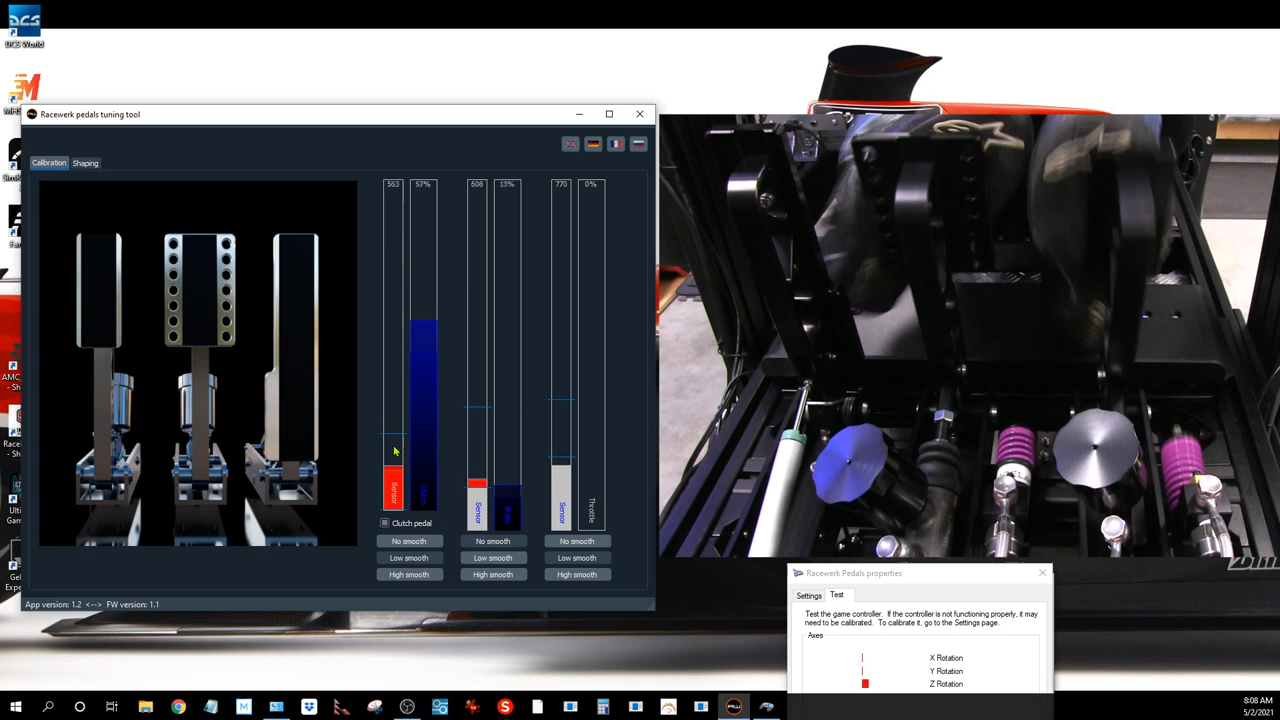 DCS
DCS World
Racewerk pedals tuning tool
Calibration
Shaping
563
57%
608
13%
770
0%
Sensor
Clutch
Sensor
Sensor
Throttle
Clutch pedal
No smooth
No smooth
No smooth
Low smooth
Low smooth
Low smooth
High smooth
High smooth
High smooth
App version: 1.2 <--> FW version: 1.1
Racewerk Pedals properties
Settings
Test
Test the game controller. If the controller is not functioning properly, it may
need to be calibrated. To calibrate it, go to the Settings page.
Axes
X Rotation
Y Rotation
Z Rotation
8:08 AM
5/2/2021